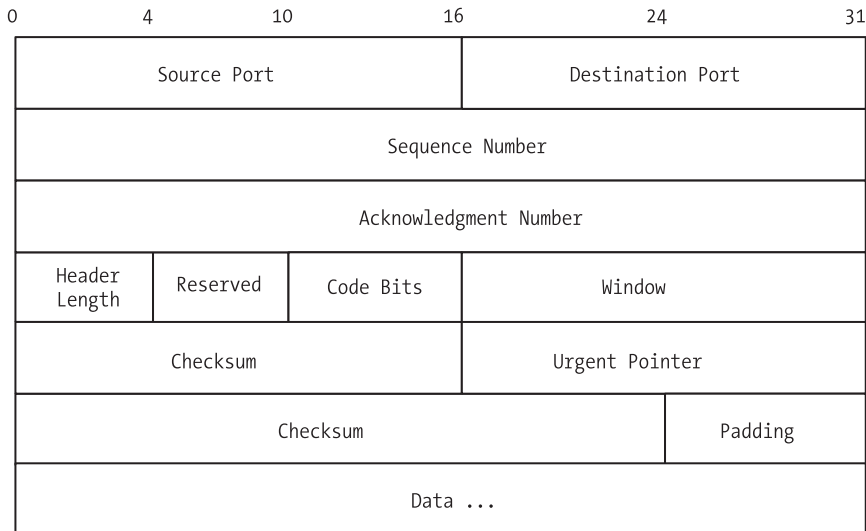 0 4 10 16 24 31
Source Port Destination Port
Sequence Number
Acknowledgment Number
Header
Length
Reserved Code Bits Window
Checksum Urgent Pointer
Checksum Padding
Data ...